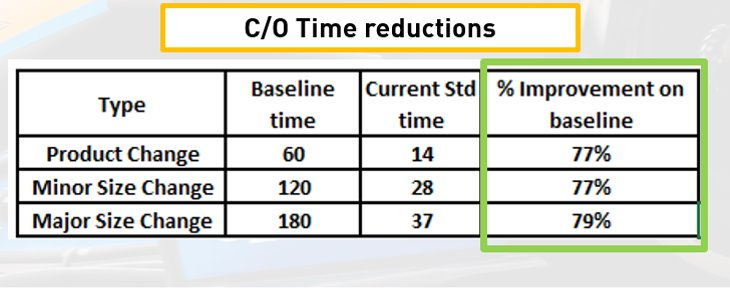 C/O Time reductions
Type Baseline time Current Std time % Improvement on baseline
Product Change 60 14 77%
Minor Size Change 120 28 77%
Major Size Change 180 37 79%